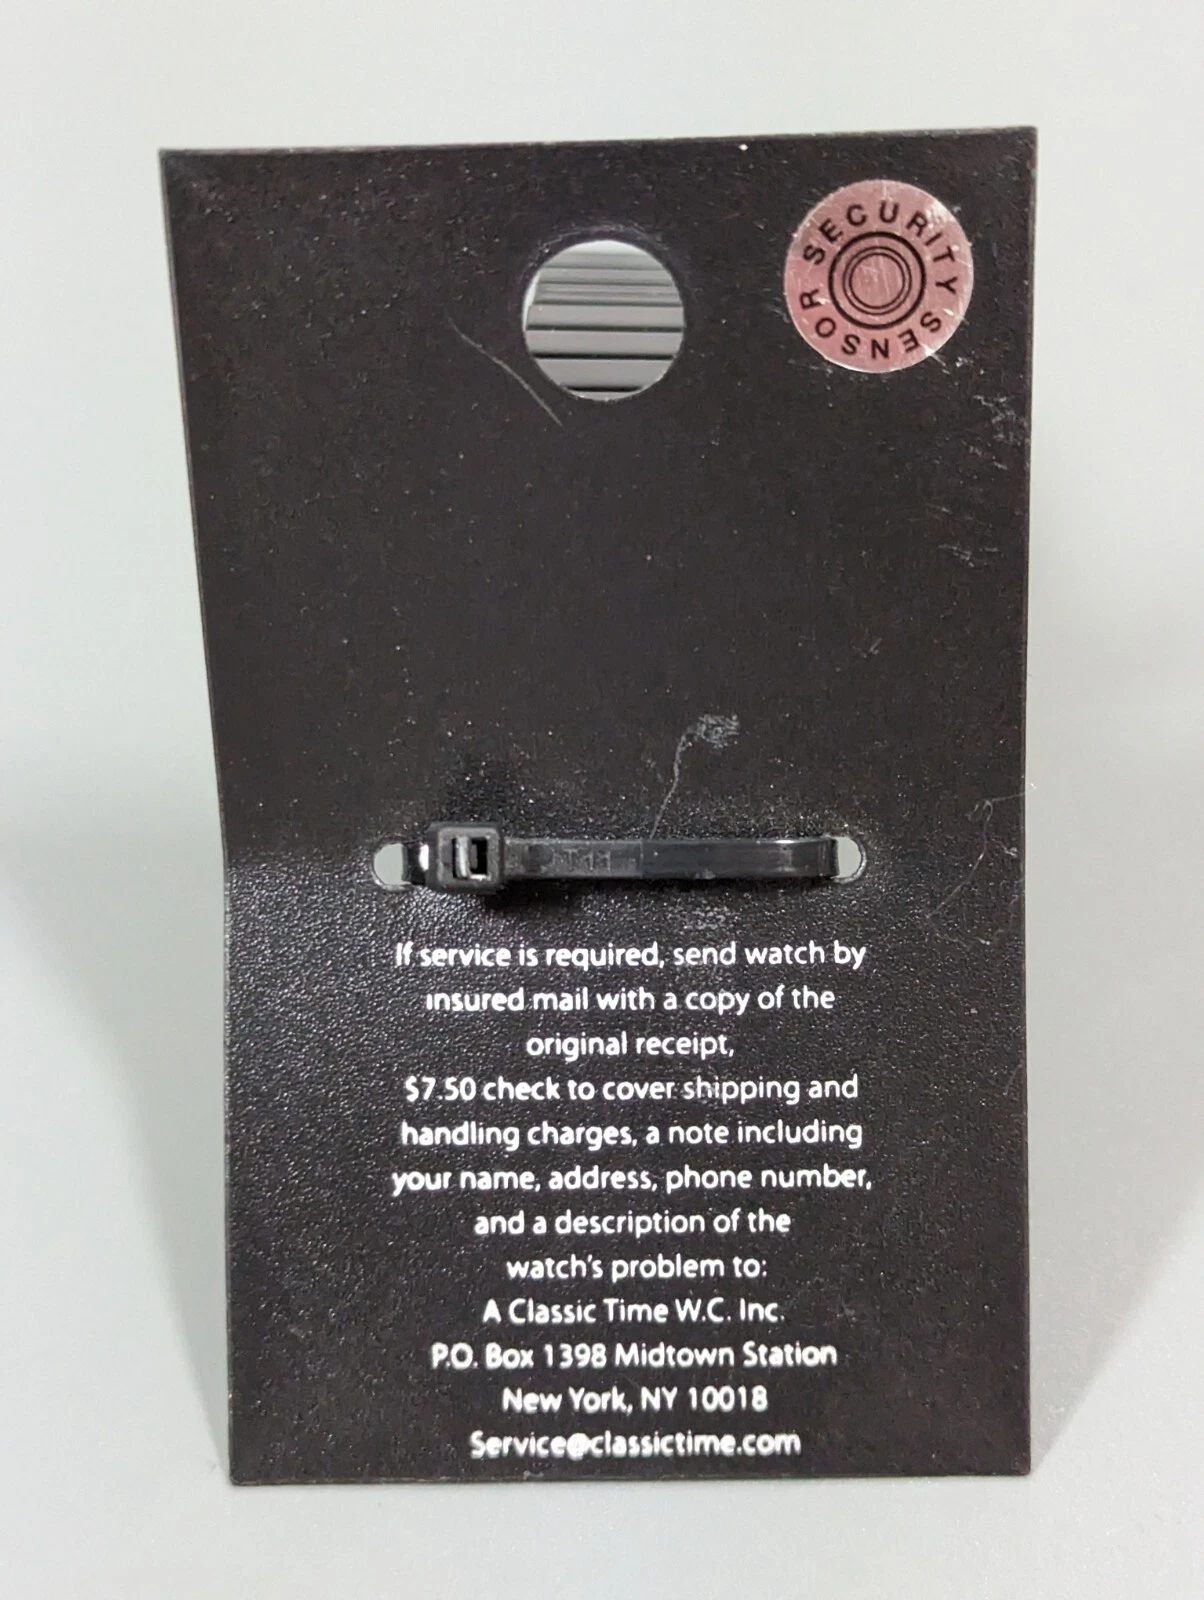 SECURITY SENSOR
If service is required, send watch by
insured mail with a copy of the
original receipt,
$7.50 check to cover shipping and
handling charges, a note including
your name, address, phone number,
and a description of the
watch's problem to:
A Classic Time W.C. Inc.
P.O. Box 1398 Midtown Station
New York, NY 10018
Service@classictime.com